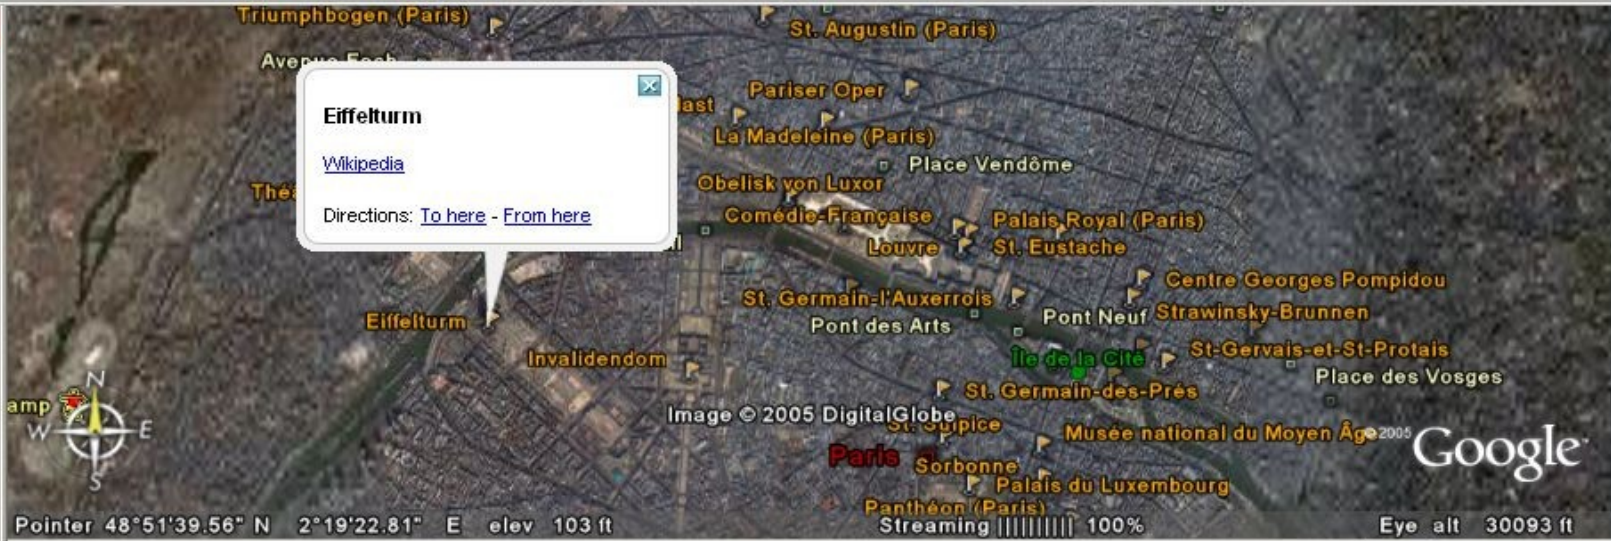 Triumphbogen (Paris)
St. Augustin (Paris)
Avenue Foch
Eiffelturm
Wikipedia
Directions: To here - From here
Pariser Oper
La Madeleine (Paris)
Place Vendôme
Obelisk von Luxor
Comédie-Française
Palais Royal (Paris)
Louvre
St. Eustache
Centre Georges Pompidou
St. Germain-l'Auxerrois
Strawinsky-Brunnen
Pont Neuf
Pont des Arts
Eiffelturm
Invalidendom
Île de la Cité
St-Gervais-et-St-Protais
Place des Vosges
St. Germain-des-Prés
N
W
E
S
amp
Image © 2005 DigitalGlobe
St. Sulpice
Musée national du Moyen Âge
©2005 Google
Paris
Sorbonne
Palais du Luxembourg
Panthéon (Paris)
Pointer 48°51'39.56" N 2°19'22.81" E elev 103 ft
Streaming |||||||||| 100%
Eye alt 30093 ft